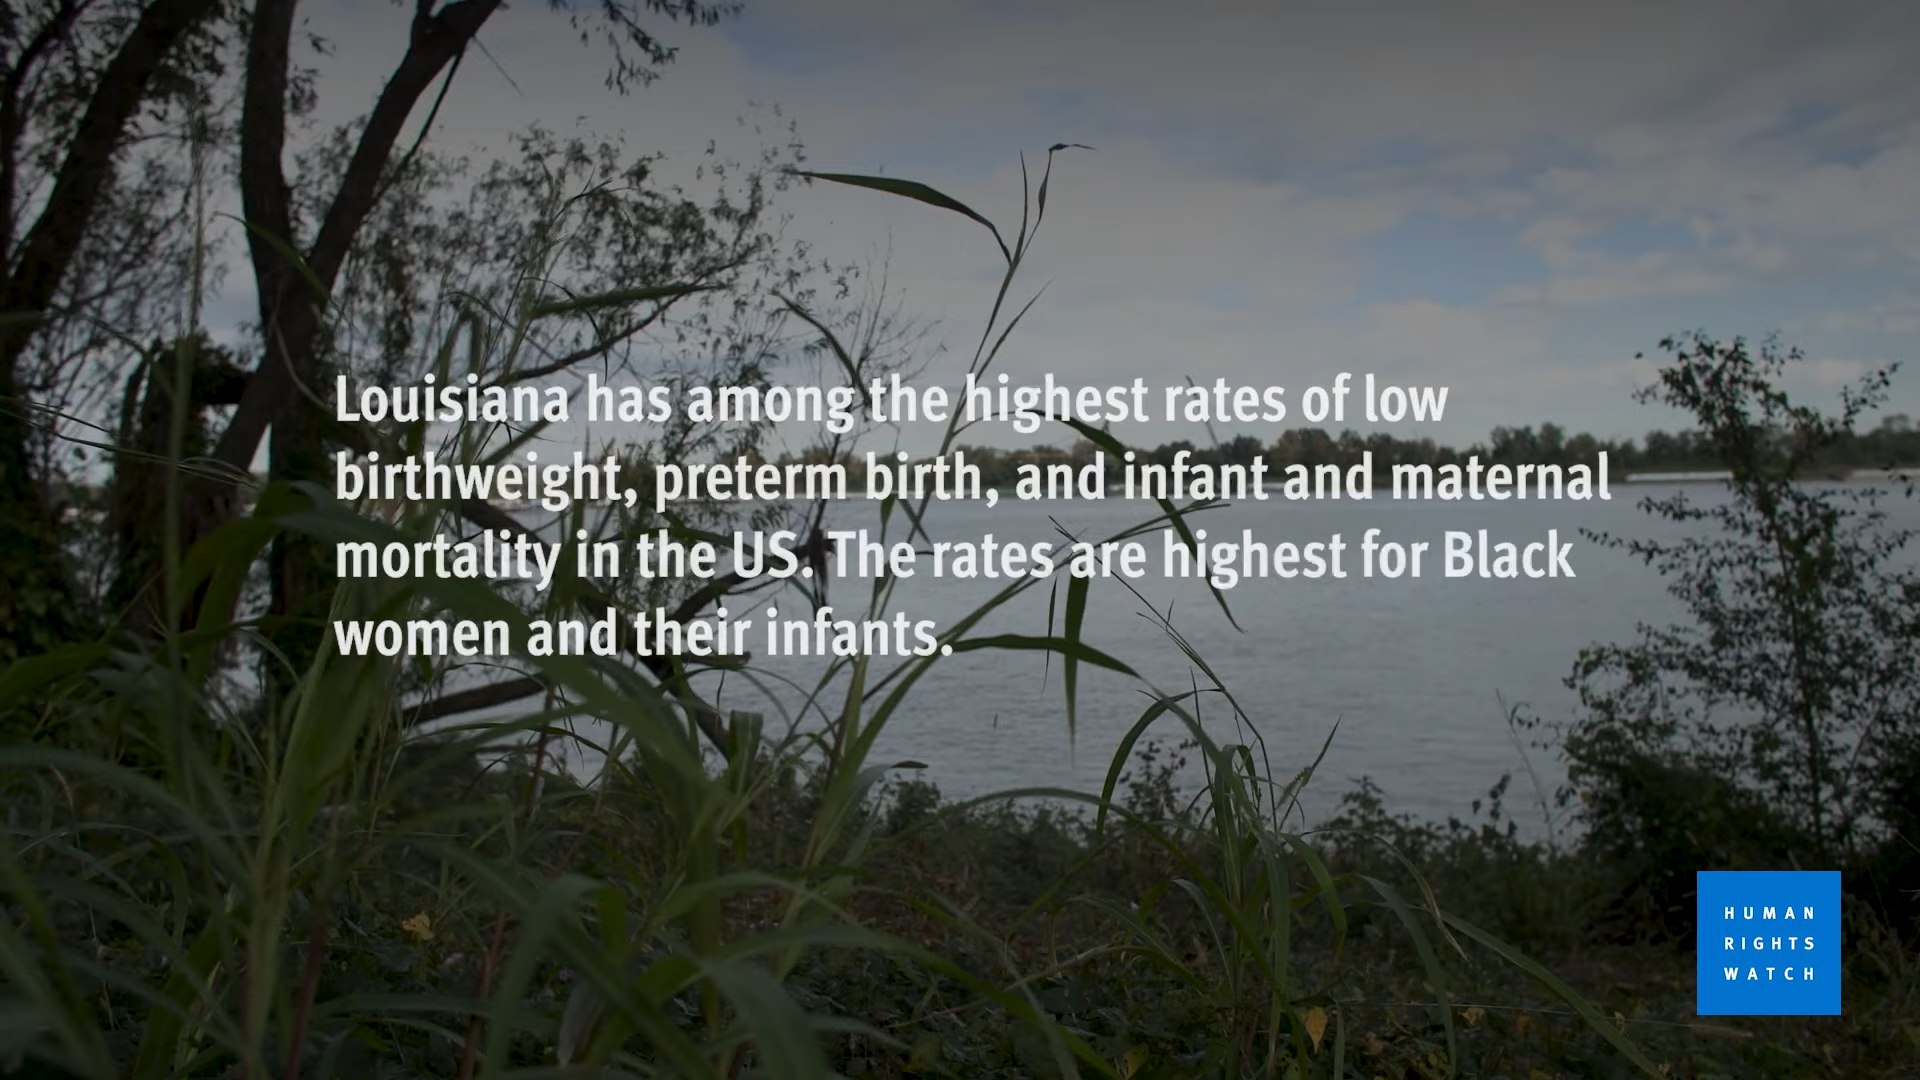 Louisiana has among the highest rates of low
birthweight, preterm birth, and infant and maternal
mortality in the US. The rates are highest for Black
women and their infants.
HUMAN
RIGHTS
WATCH